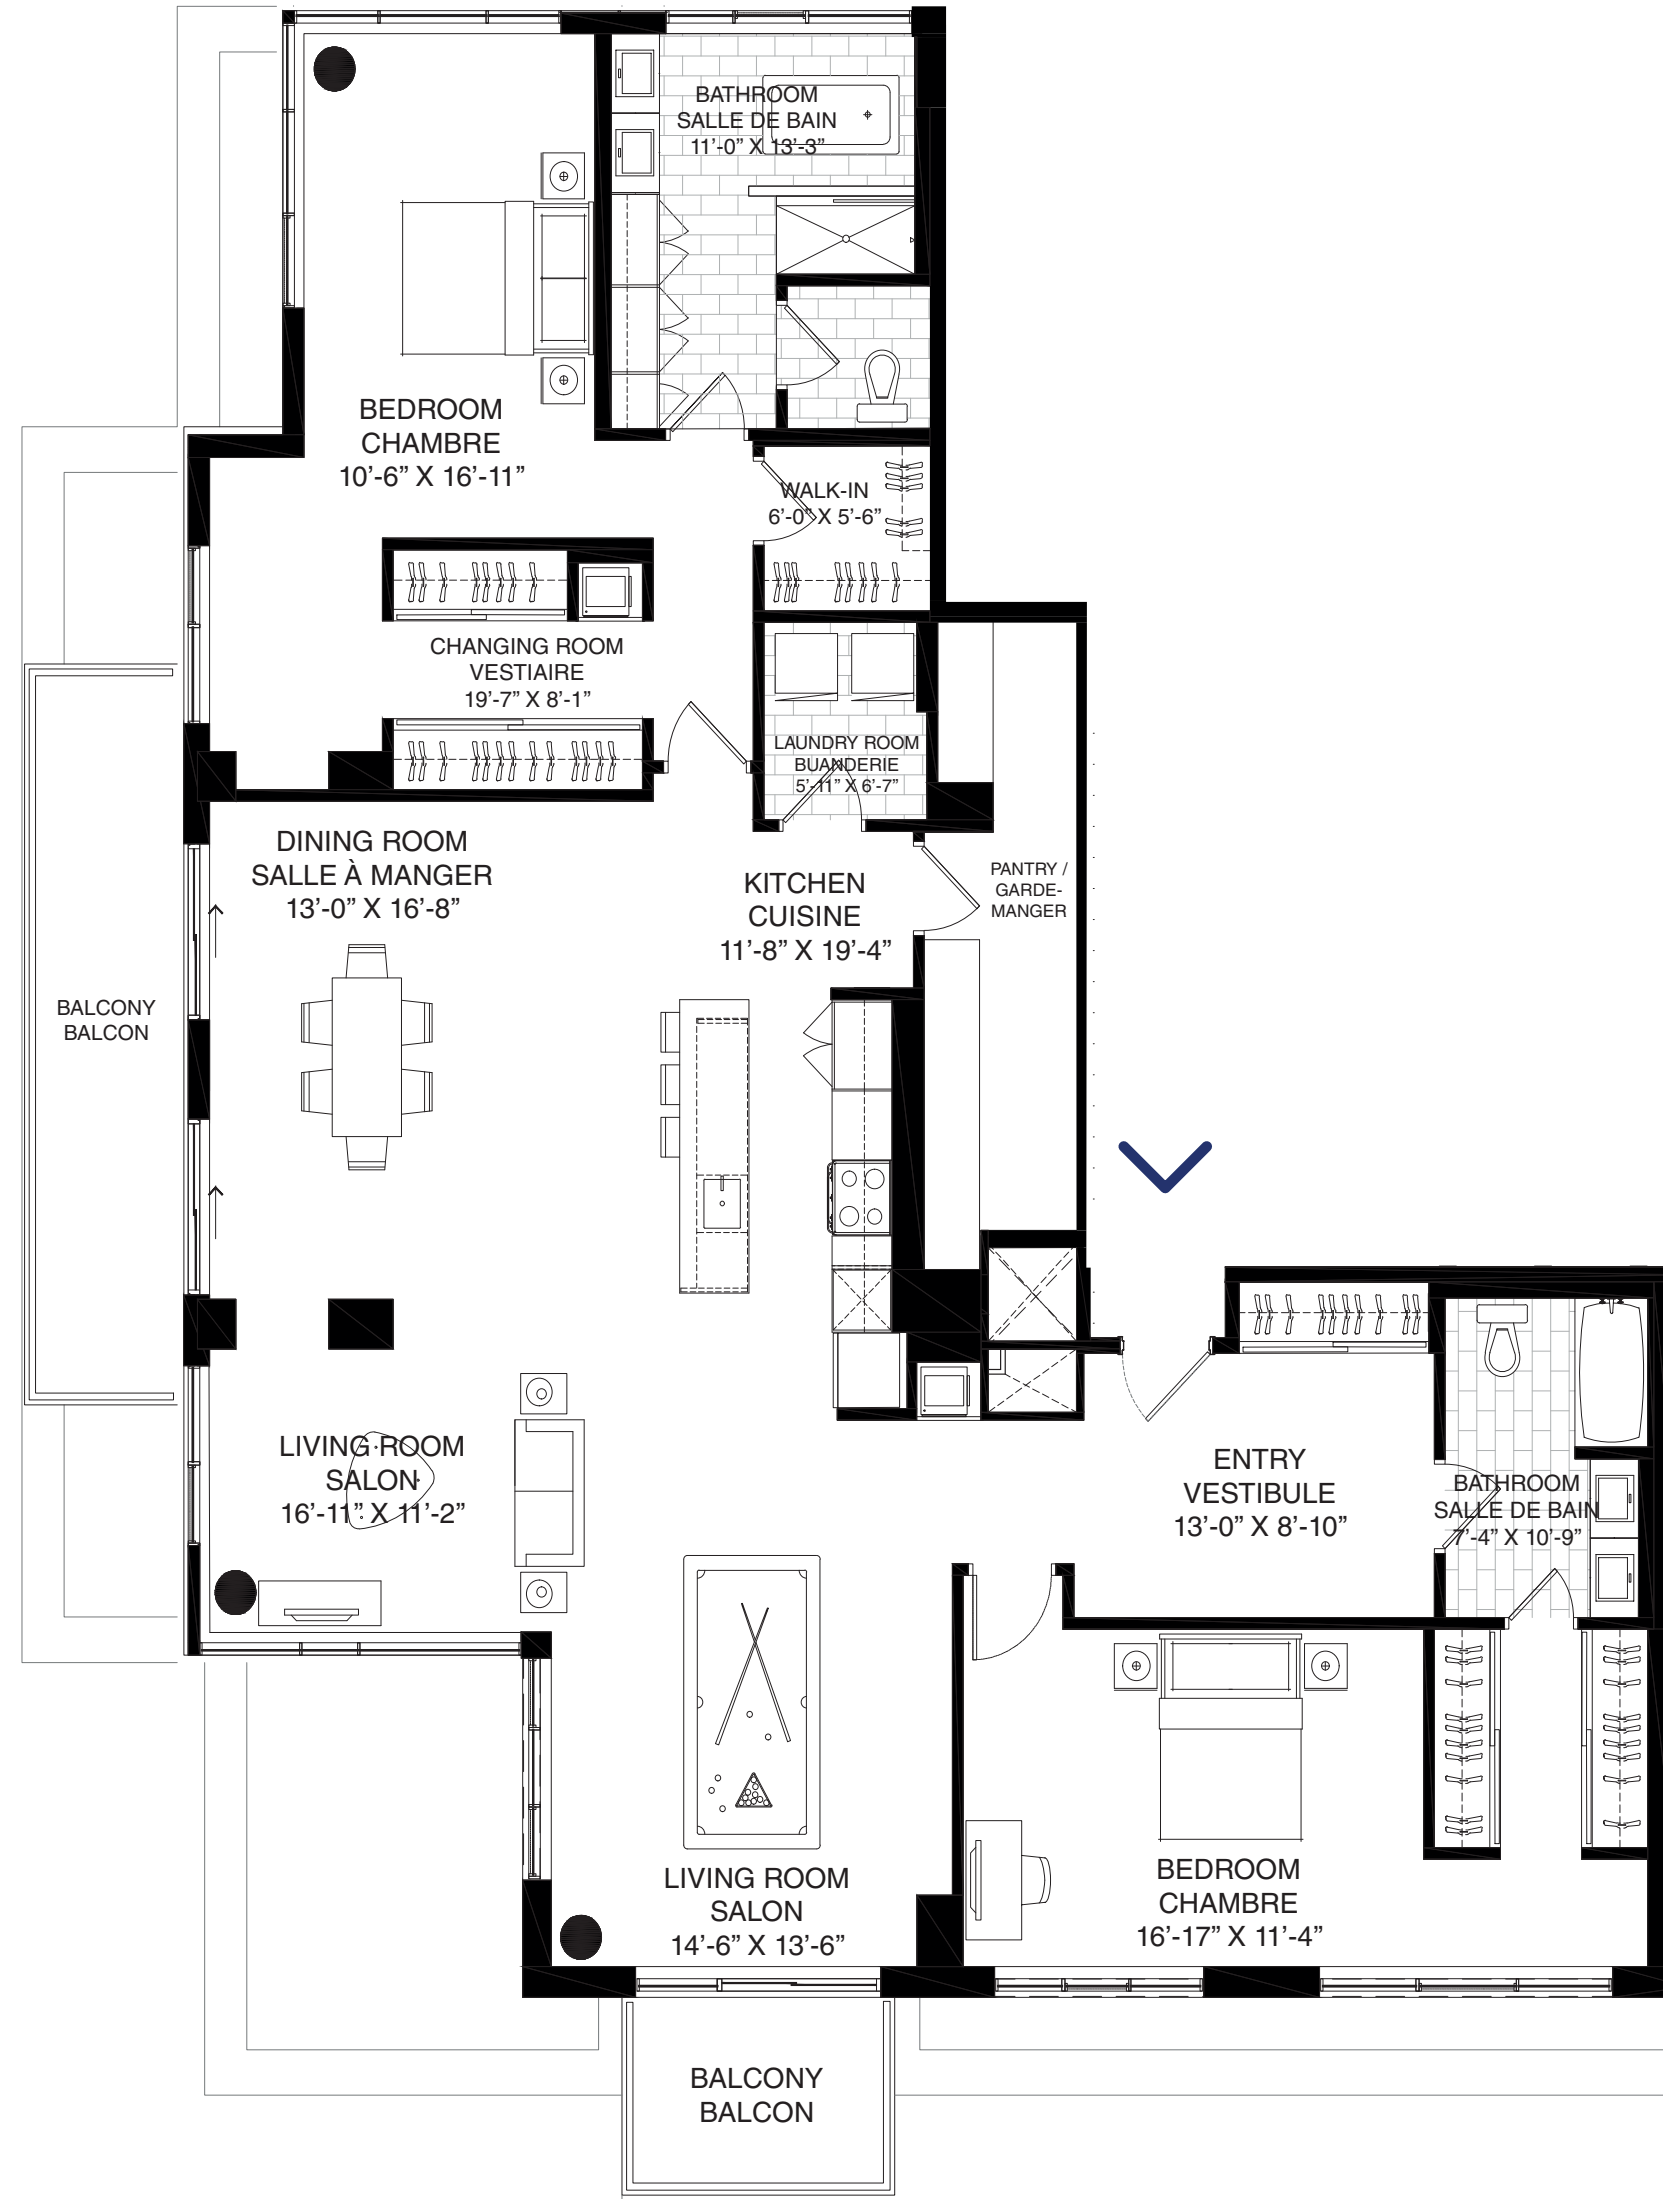 BATHROOM
SALLE DE BAIN
11'-0” X 13'-3”
BEDROOM
CHAMBRE
10’-6” X 16’-11”
WALK-IN
6’-0” X 5’-6”
CHANGING ROOM
VESTIAIRE
19’-7” X 8’-1”
LAUNDRY ROOM
BUANDERIE
5’-11” X 6’-7”
DINING ROOM
SALLE À MANGER
13’-0” X 16’-8”
KITCHEN
CUISINE
11’-8” X 19’-4”
PANTRY /
GARDE-
MANGER
BALCONY
BALCON
LIVING ROOM
SALON
16’-11” X 11’-2”
ENTRY
VESTIBULE
13’-0” X 8’-10”
BATHROOM
SALLE DE BAIN
7’-4” X 10’-9”
LIVING ROOM
SALON
14’-6” X 13’-6”
BEDROOM
CHAMBRE
16’-17” X 11’-4”
BALCONY
BALCON